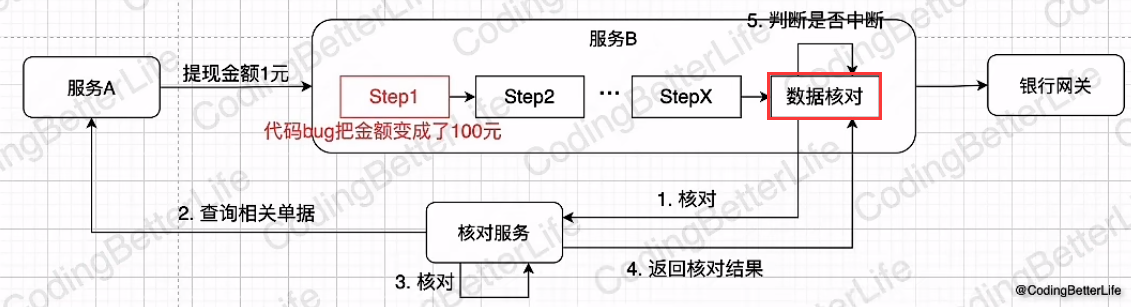 5. 判断是否中断
服务B
服务A
提现金额1元
Step1
Step2
...
StepX
数据核对
银行网关
代码bug把金额变成了100元
1. 核对
2. 查询相关单据
核对服务
3. 核对
4. 返回核对结果
@CodingBetterLife
CodingBetterLife